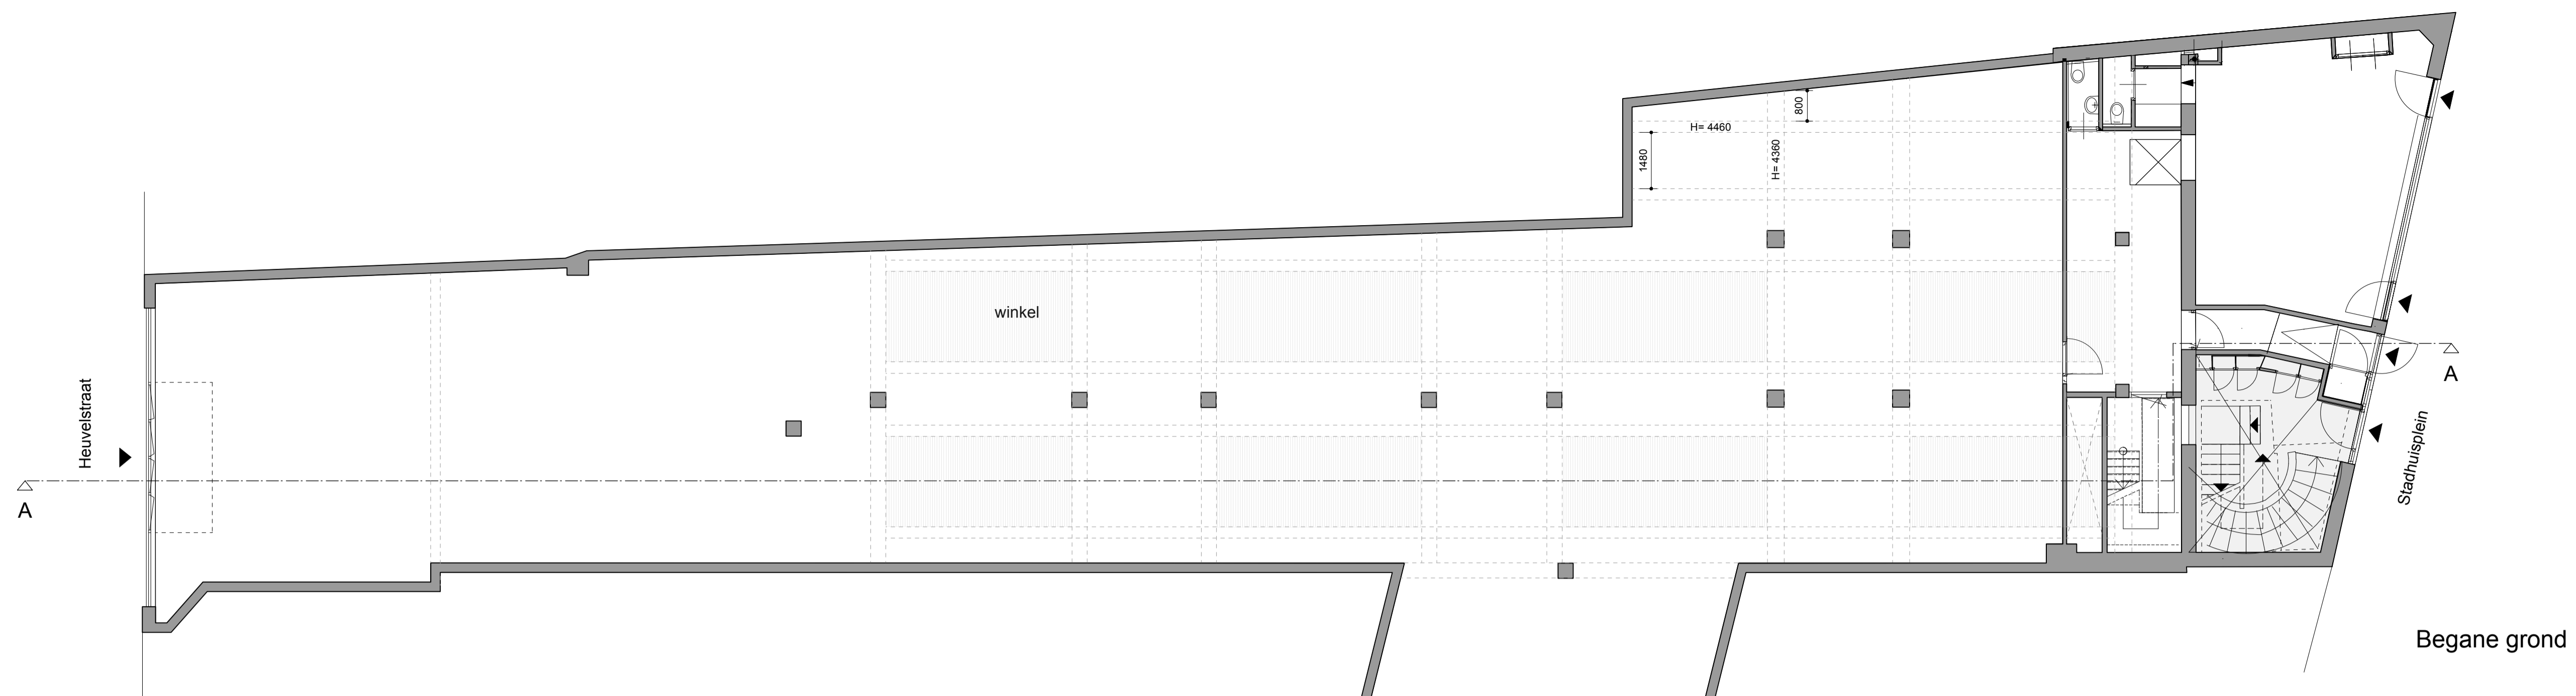 800
H= 4460
1480
H= 4360
winkel
Heuvelstraat
A
A
Stadhuisplein
Begane grond